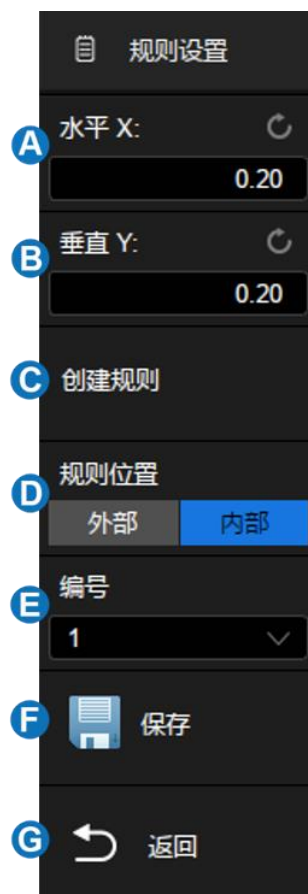 规则设置
A
水平 X:
0.20
B
垂直 Y:
0.20
C
创建规则
D
规则位置
外部 内部
E
编号
1
F
保存
G
返回